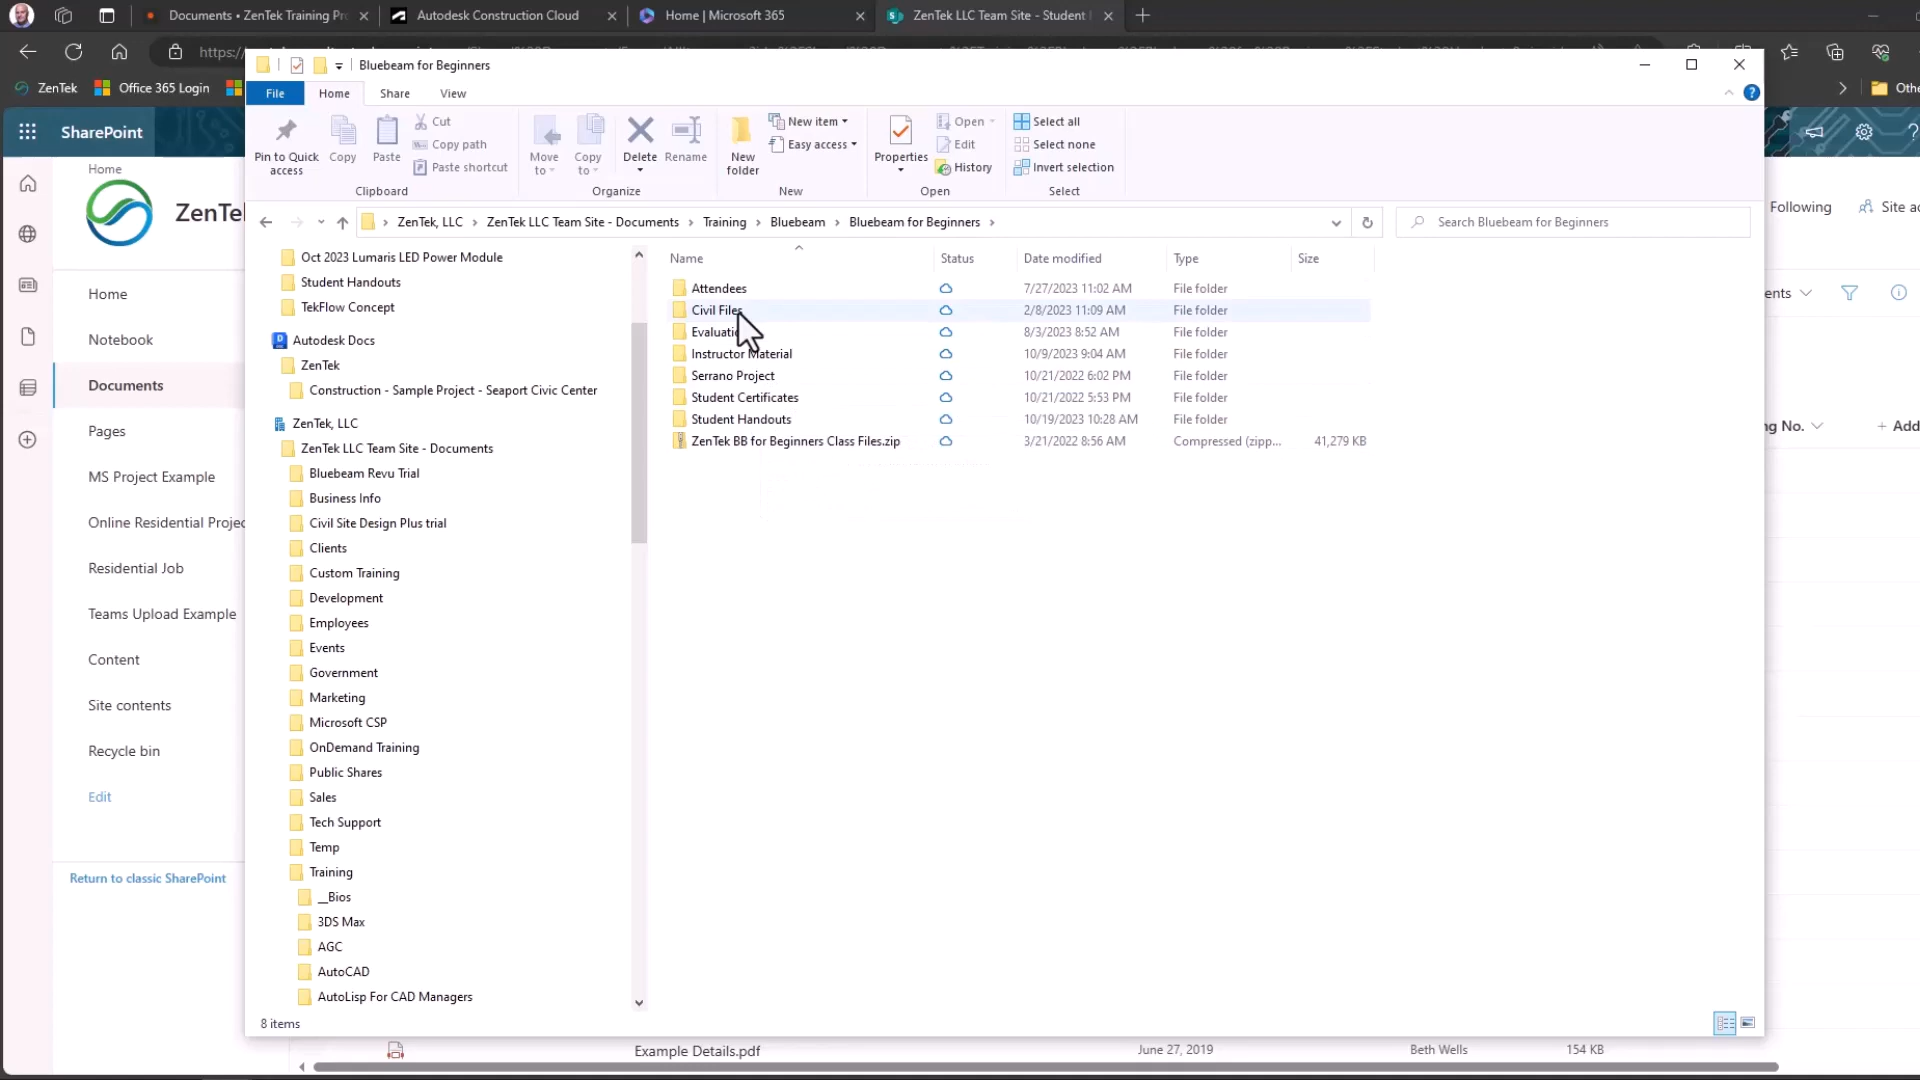 Documents • ZenTek Training Pr
Autodesk Construction Cloud
Home | Microsoft 365
ZenTek LLC Team Site - Student
https://
ZenTek
Office 365 Login
Othe
SharePoint
Home
ZenTek
Following
Site ac
Home
Notebook
Documents
Pages
MS Project Example
Online Residential Projec
Residential Job
Teams Upload Example
Content
Site contents
Recycle bin
Edit
Return to classic SharePoint
Bluebeam for Beginners
File
Home
Share
View
Pin to Quick access
Copy
Paste
Cut
Copy path
Paste shortcut
Clipboard
Move to
Copy to
Delete
Rename
Organize
New folder
New item
Easy access
New
Properties
Open
Edit
History
Open
Select all
Select none
Invert selection
Select
ZenTek, LLC > ZenTek LLC Team Site - Documents > Training > Bluebeam > Bluebeam for Beginners >
Search Bluebeam for Beginners
Oct 2023 Lumaris LED Power Module
Student Handouts
TekFlow Concept
Autodesk Docs
ZenTek
Construction - Sample Project - Seaport Civic Center
ZenTek, LLC
ZenTek LLC Team Site - Documents
Bluebeam Revu Trial
Business Info
Civil Site Design Plus trial
Clients
Custom Training
Development
Employees
Events
Government
Marketing
Microsoft CSP
OnDemand Training
Public Shares
Sales
Tech Support
Temp
Training
__Bios
3DS Max
AGC
AutoCAD
AutoLisp For CAD Managers
Name Status Date modified Type Size
Attendees 7/27/2023 11:02 AM File folder
Civil Files 2/8/2023 11:09 AM File folder
Evaluatio 8/3/2023 8:52 AM File folder
Instructor Material 10/9/2023 9:04 AM File folder
Serrano Project 10/21/2022 6:02 PM File folder
Student Certificates 10/21/2022 5:53 PM File folder
Student Handouts 10/19/2023 10:28 AM File folder
ZenTek BB for Beginners Class Files.zip 3/21/2022 8:56 AM Compressed (zipp... 41,279 KB
ents
ng No.
+ Add
8 items
Example Details.pdf June 27, 2019 Beth Wells 154 KB